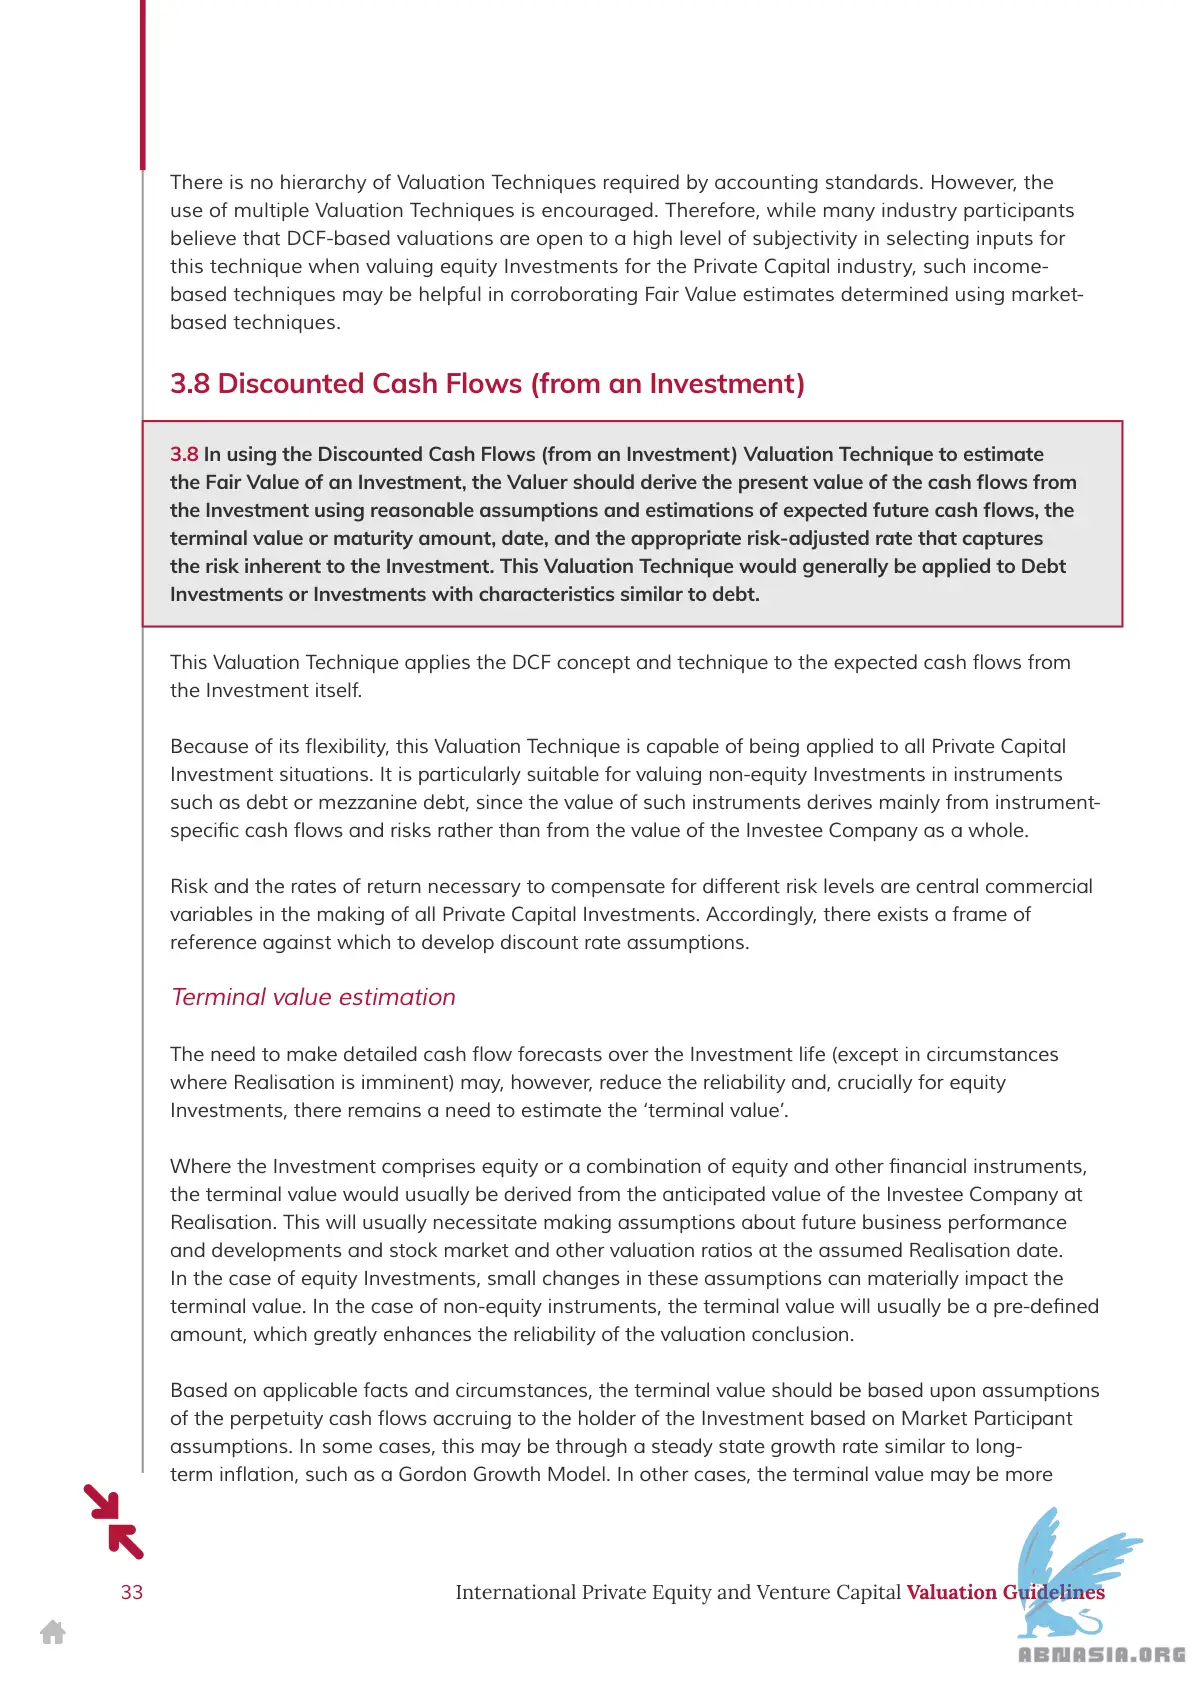 There is no hierarchy of Valuation Techniques required by accounting standards. However, the
use of multiple Valuation Techniques is encouraged. Therefore, while many industry participants
believe that DCF-based valuations are open to a high level of subjectivity in selecting inputs for
this technique when valuing equity Investments for the Private Capital industry, such income-
based techniques may be helpful in corroborating Fair Value estimates determined using market-
based techniques.
3.8 Discounted Cash Flows (from an Investment)
3.8 In using the Discounted Cash Flows (from an Investment) Valuation Technique to estimate
the Fair Value of an Investment, the Valuer should derive the present value of the cash flows from
the Investment using reasonable assumptions and estimations of expected future cash flows, the
terminal value or maturity amount, date, and the appropriate risk-adjusted rate that captures
the risk inherent to the Investment. This Valuation Technique would generally be applied to Debt
Investments or Investments with characteristics similar to debt.
This Valuation Technique applies the DCF concept and technique to the expected cash flows from
the Investment itself.
Because of its flexibility, this Valuation Technique is capable of being applied to all Private Capital
Investment situations. It is particularly suitable for valuing non-equity Investments in instruments
such as debt or mezzanine debt, since the value of such instruments derives mainly from instrument-
specific cash flows and risks rather than from the value of the Investee Company as a whole.
Risk and the rates of return necessary to compensate for different risk levels are central commercial
variables in the making of all Private Capital Investments. Accordingly, there exists a frame of
reference against which to develop discount rate assumptions.
Terminal value estimation
The need to make detailed cash flow forecasts over the Investment life (except in circumstances
where Realisation is imminent) may, however, reduce the reliability and, crucially for equity
Investments, there remains a need to estimate the ‘terminal value’.
Where the Investment comprises equity or a combination of equity and other financial instruments,
the terminal value would usually be derived from the anticipated value of the Investee Company at
Realisation. This will usually necessitate making assumptions about future business performance
and developments and stock market and other valuation ratios at the assumed Realisation date.
In the case of equity Investments, small changes in these assumptions can materially impact the
terminal value. In the case of non-equity instruments, the terminal value will usually be a pre-defined
amount, which greatly enhances the reliability of the valuation conclusion.
Based on applicable facts and circumstances, the terminal value should be based upon assumptions
of the perpetuity cash flows accruing to the holder of the Investment based on Market Participant
assumptions. In some cases, this may be through a steady state growth rate similar to long-
term inflation, such as a Gordon Growth Model. In other cases, the terminal value may be more
33
International Private Equity and Venture Capital Valuation Guidelines
ABNASIA.ORG